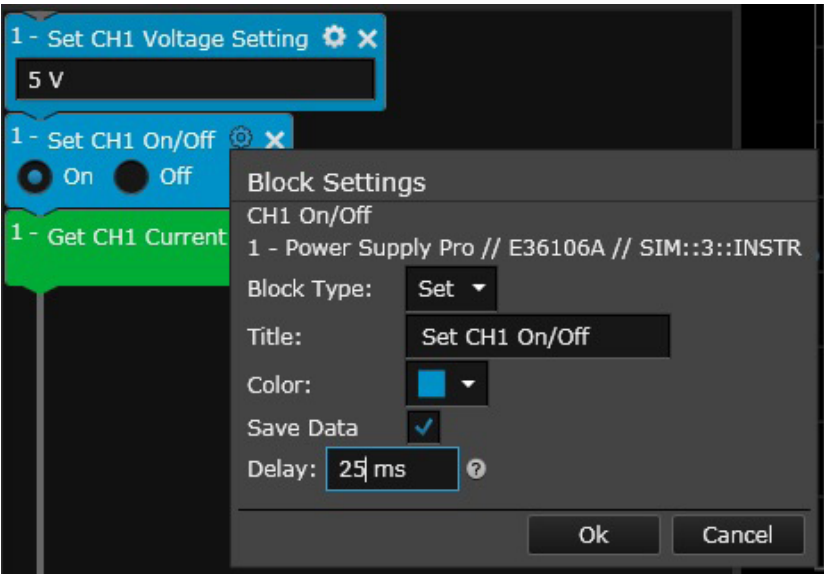 1 - Set CH1 Voltage Setting
5 V
1 - Set CH1 On/Off
On Off
1 - Get CH1 Current
Block Settings
CH1 On/Off
1 - Power Supply Pro // E36106A // SIM::3::INSTR
Block Type: Set
Title: Set CH1 On/Off
Color:
Save Data
Delay: 25 ms
Ok Cancel